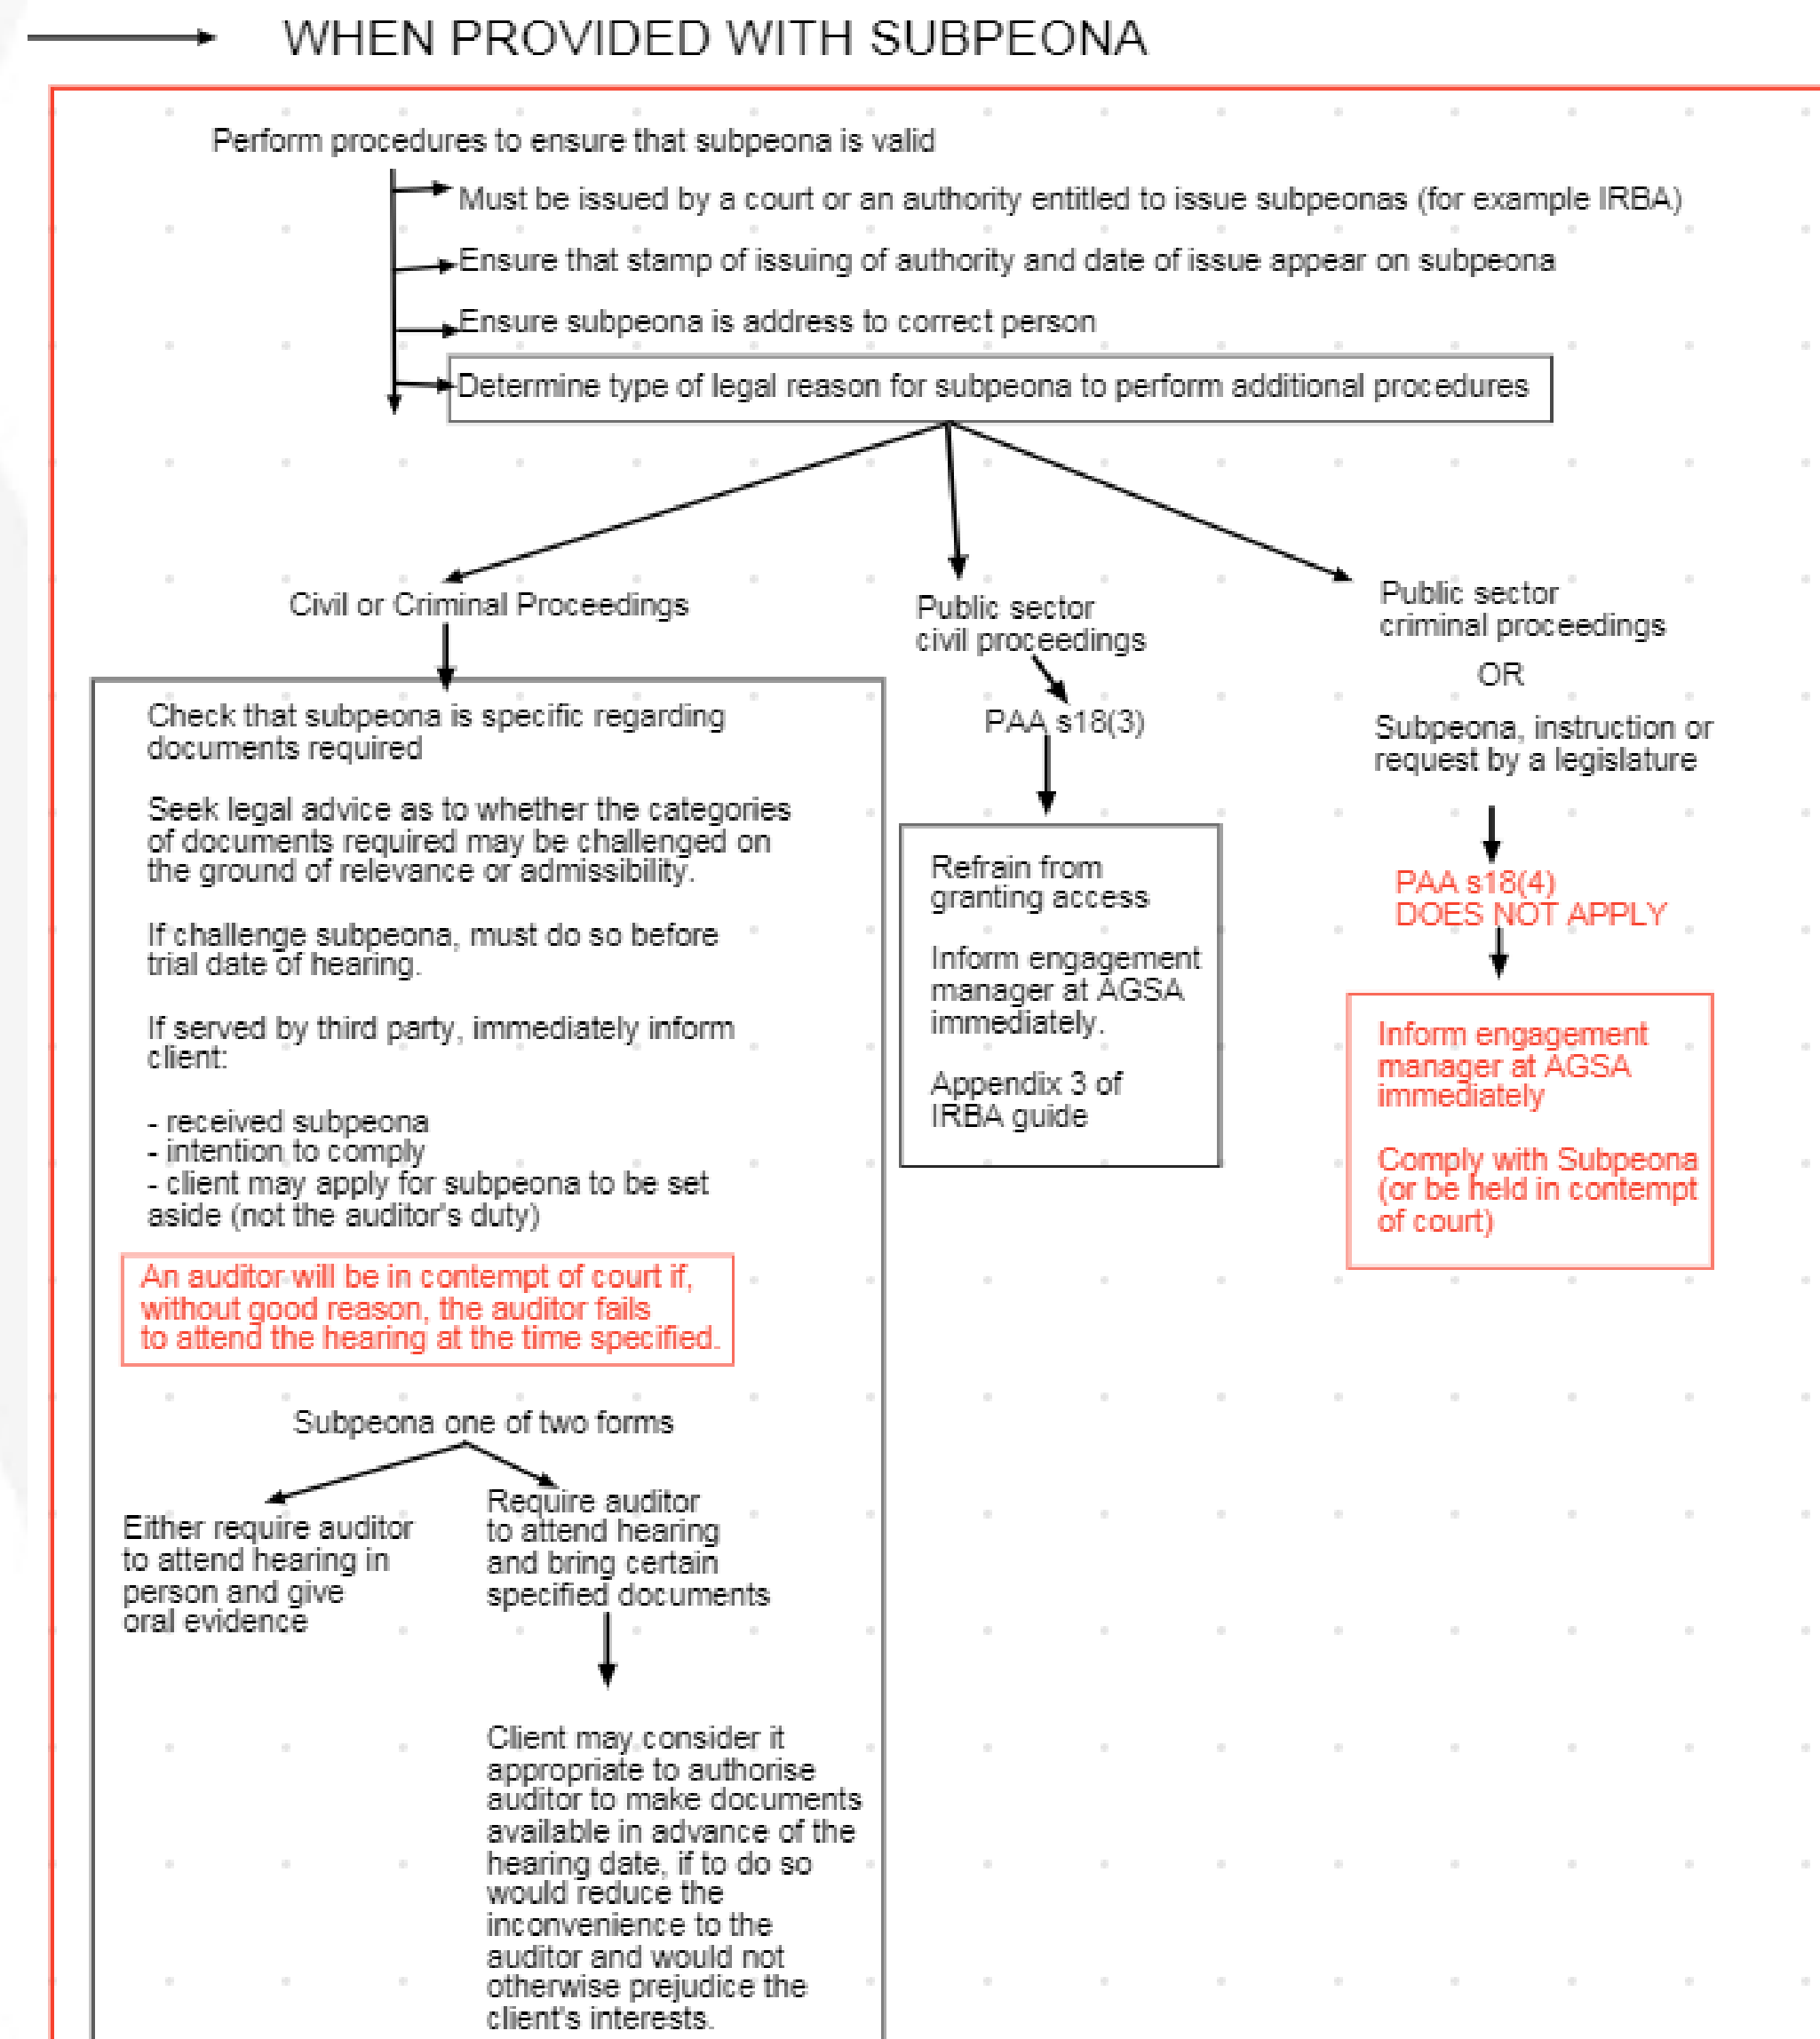 WHEN PROVIDED WITH SUBPEONA
Perform procedures to ensure that subpeona is valid
Must be issued by a court or an authority entitled to issue subpeonas (for example IRBA)
Ensure that stamp of issuing of authority and date of issue appear on subpeona
Ensure subpeona is address to correct person
Determine type of legal reason for subpeona to perform additional procedures
Civil or Criminal Proceedings
Check that subpeona is specific regarding
documents required
Seek legal advice as to whether the categories
of documents required may be challenged on
the ground of relevance or admissibility.
If challenge subpeona, must do so before
trial date of hearing.
If served by third party, immediately inform
client:
- received subpeona
- intention to comply
- client may apply for subpeona to be set
aside (not the auditor's duty)
An auditor will be in contempt of court if,
without good reason, the auditor fails
to attend the hearing at the time specified.
Subpeona one of two forms
Either require auditor
to attend hearing in
person and give
oral evidence
Require auditor
to attend hearing
and bring certain
specified documents
Client may consider it
appropriate to authorise
auditor to make documents
available in advance of the
hearing date, if to do so
would reduce the
inconvenience to the
auditor and would not
otherwise prejudice the
client's interests.
Public sector
civil proceedings
PAA s18(3)
Refrain from
granting access
Inform engagement
manager at AGSA
immediately.
Appendix 3 of
IRBA guide
Public sector
criminal proceedings
OR
Subpeona, instruction or
request by a legislature
PAA s18(4)
DOES NOT APPLY
Inform engagement
manager at AGSA
immediately
Comply with Subpeona
(or be held in contempt
of court)